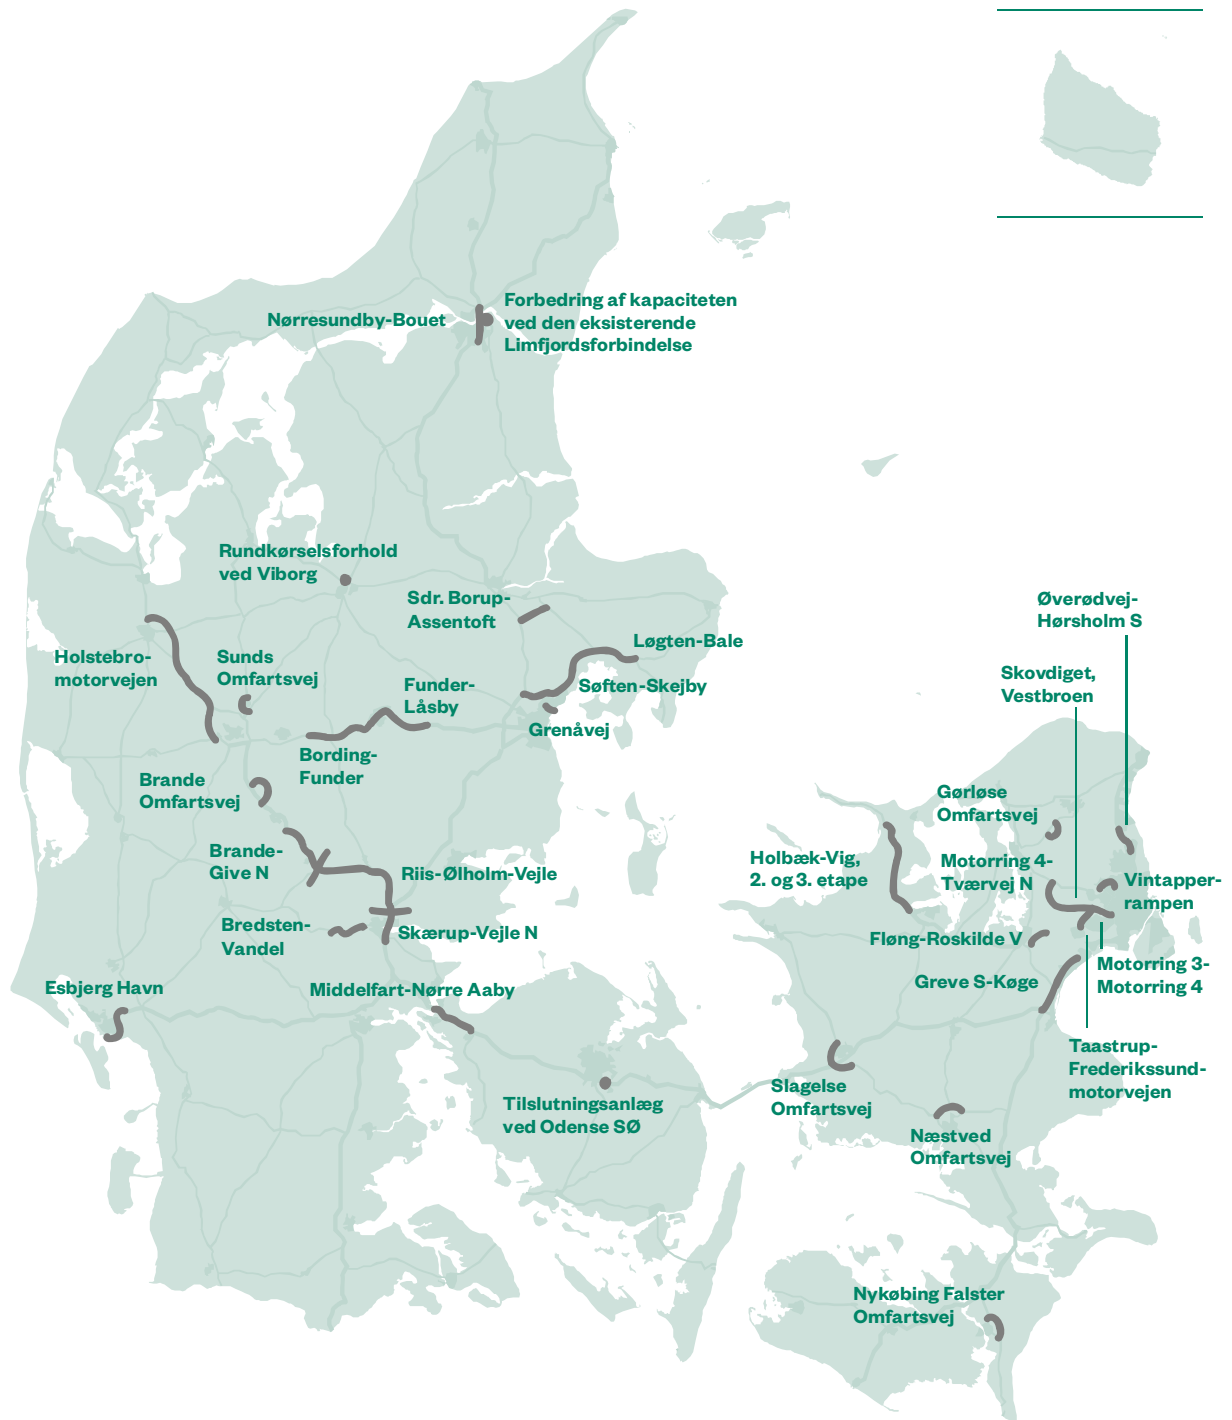 Nørresundby-Bouet
Forbedring af kapaciteten
ved den eksisterende
Limfjordsforbindelse
Rundkørselsforhold
ved Viborg
Sdr. Borup-
Assentoft
Løgten-Bale
Holstebro-
motorvejen
Sunds
Omfartsvej
Funder-
Låsby
Søften-Skejby
Grenåvej
Bording-
Funder
Brande
Omfartsvej
Brande-
Give N
Riis-Ølholm-Vejle
Bredsten-
Vandel
Skærup-Vejle N
Esbjerg Havn
Middelfart-Nørre Aaby
Tilslutningsanlæg
ved Odense SØ
Øverødvej-
Hørsholm S
Skovdiget,
Vestbroen
Gørløse
Omfartsvej
Holbæk-Vig,
2. og 3. etape
Motorring 4-
Tværvej N
Vintapper-
rampen
Fløng-Roskilde V
Greve S-Køge
Motorring 3-
Motorring 4
Taastrup-
Frederikssund-
motorvejen
Slagelse
Omfartsvej
Næstved
Omfartsvej
Nykøbing Falster
Omfartsvej